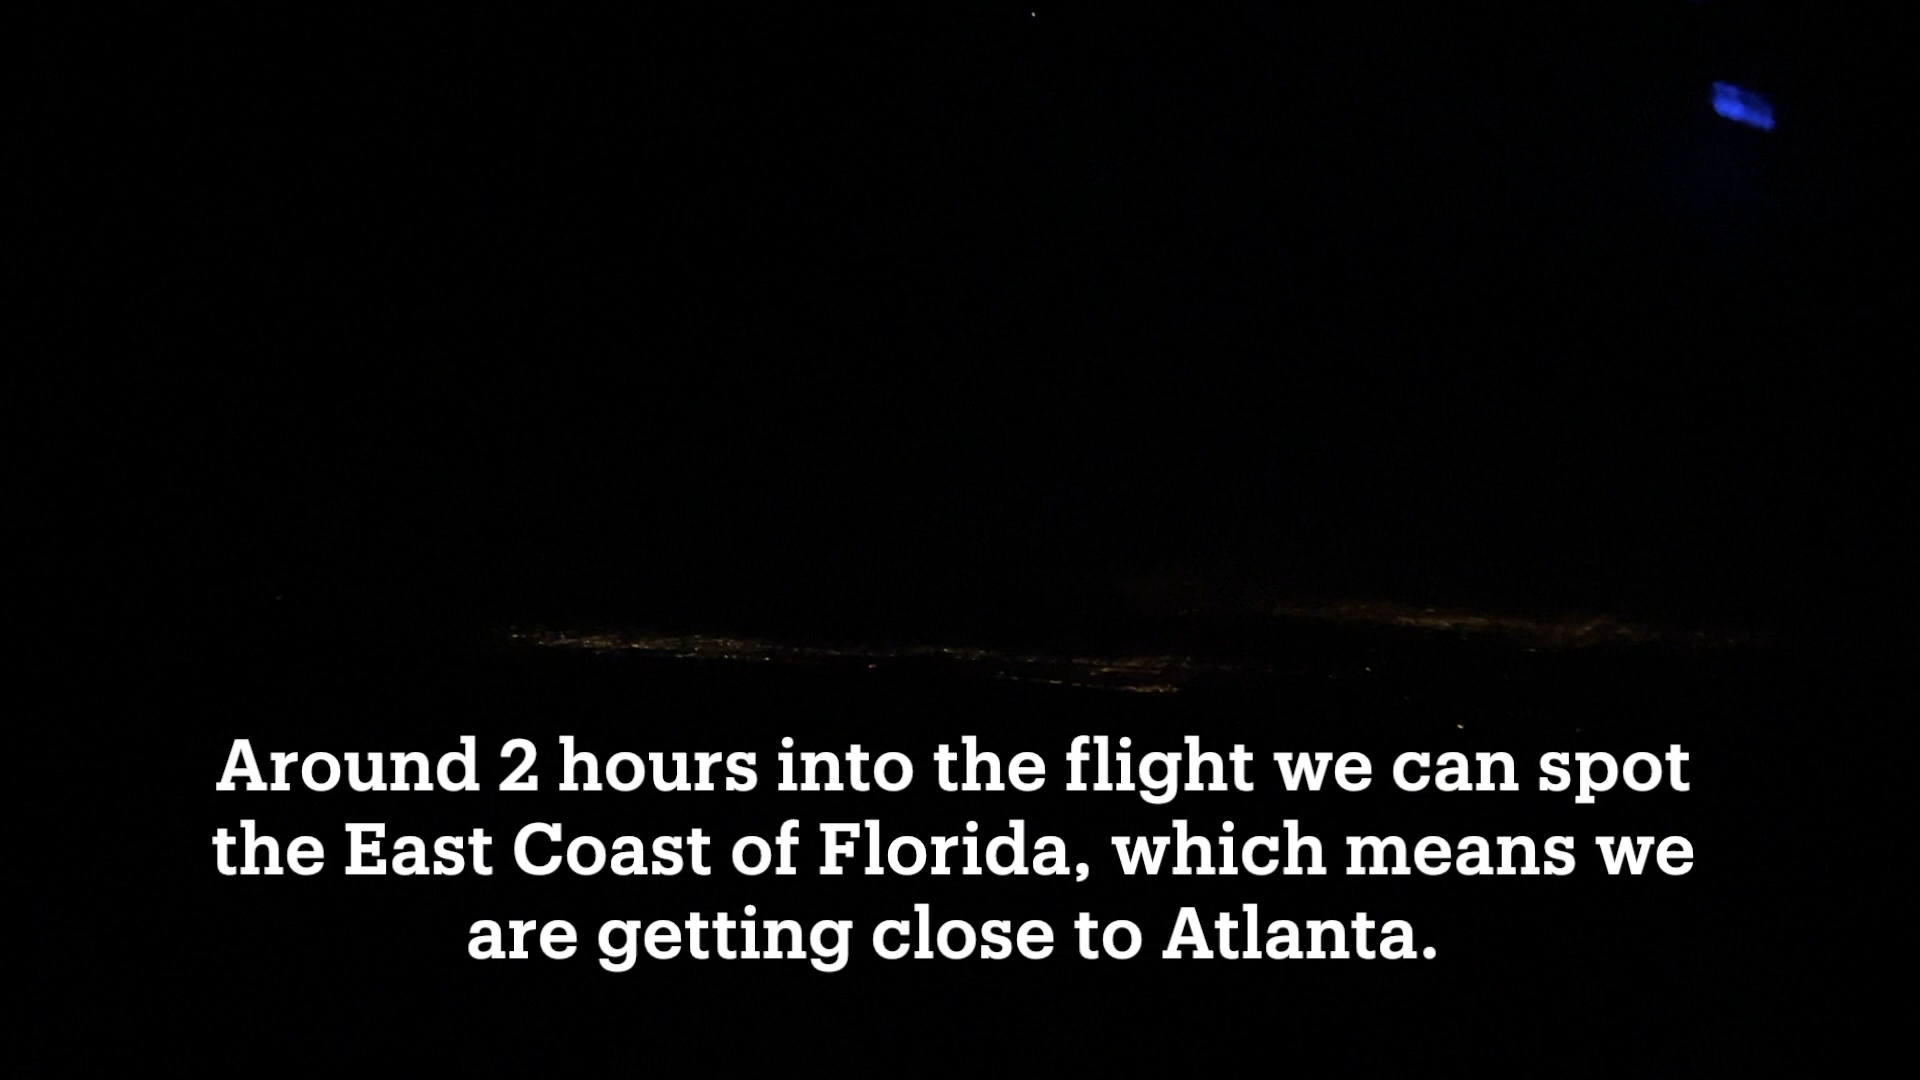 Around 2 hours into the flight we can spot
the East Coast of Florida, which means we
are getting close to Atlanta.